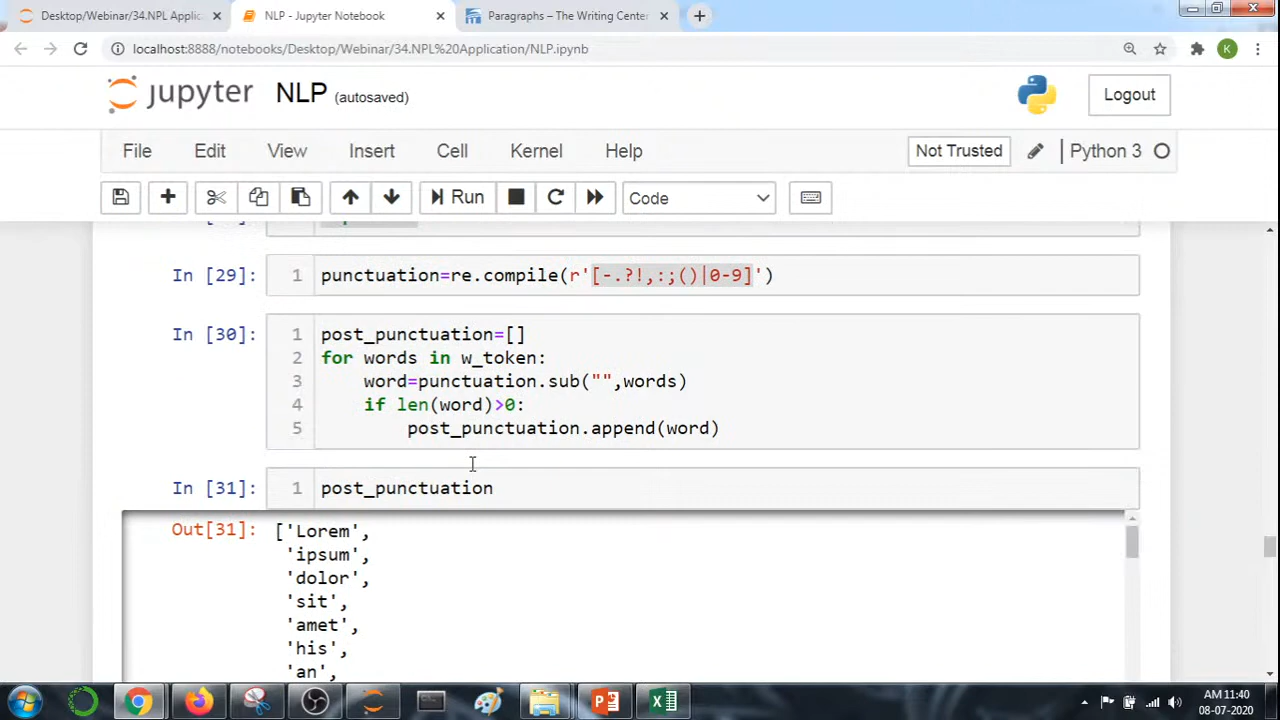 Desktop/Webinar/34.NPL Applic
NLP - Jupyter Notebook
Paragraphs – The Writing Center
localhost:8888/notebooks/Desktop/Webinar/34.NPL%20Application/NLP.ipynb
K
jupyter NLP (autosaved)
Logout
File Edit View Insert Cell Kernel Help
Not Trusted
Python 3
Run
Code
In [29]: 1 punctuation=re.compile(r'[-.?!,:;()|0-9]')
In [30]: 1 post_punctuation=[]
2 for words in w_token:
3 word=punctuation.sub("",words)
4 if len(word)>0:
5 post_punctuation.append(word)
In [31]: 1 post_punctuation
Out[31]: ['Lorem',
'ipsum',
'dolor',
'sit',
'amet',
'his',
'an',
AM 11:40
08-07-2020